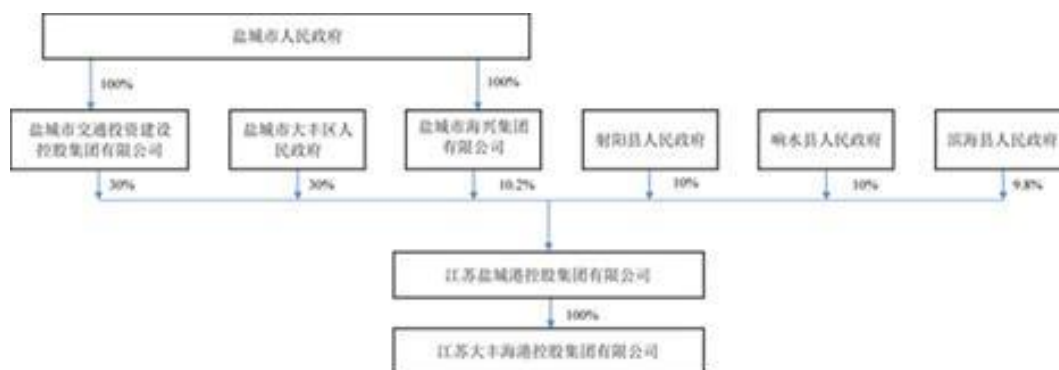 盐城市人民政府
100%
100%
盐城市交通投资建设
控股集团有限公司
盐城市大丰区人
民政府
盐城市海兴集团
有限公司
射阳县人民政府
响水县人民政府
滨海县人民政府
30%
30%
10.2%
10%
10%
9.8%
江苏盐城港控股集团有限公司
100%
江苏大丰海港控股集团有限公司